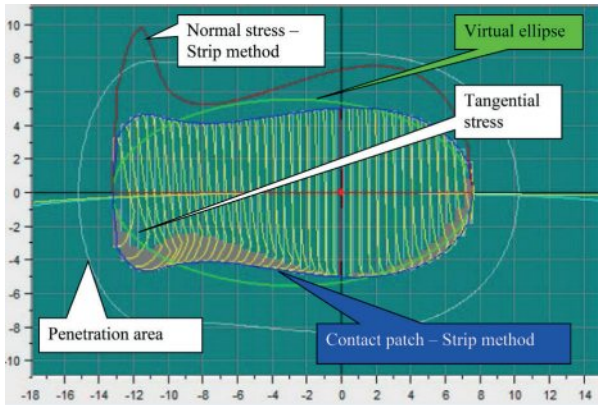 Normal stress –
Strip method
Virtual ellipse
Tangential
stress
Penetration area
Contact patch – Strip method
10
8
6
4
2
0
-2
-4
-6
-8
-10
-18 -16 -14 -12 -10 -8 -6 -4 -2 0 2 4 6 8 10 12 14